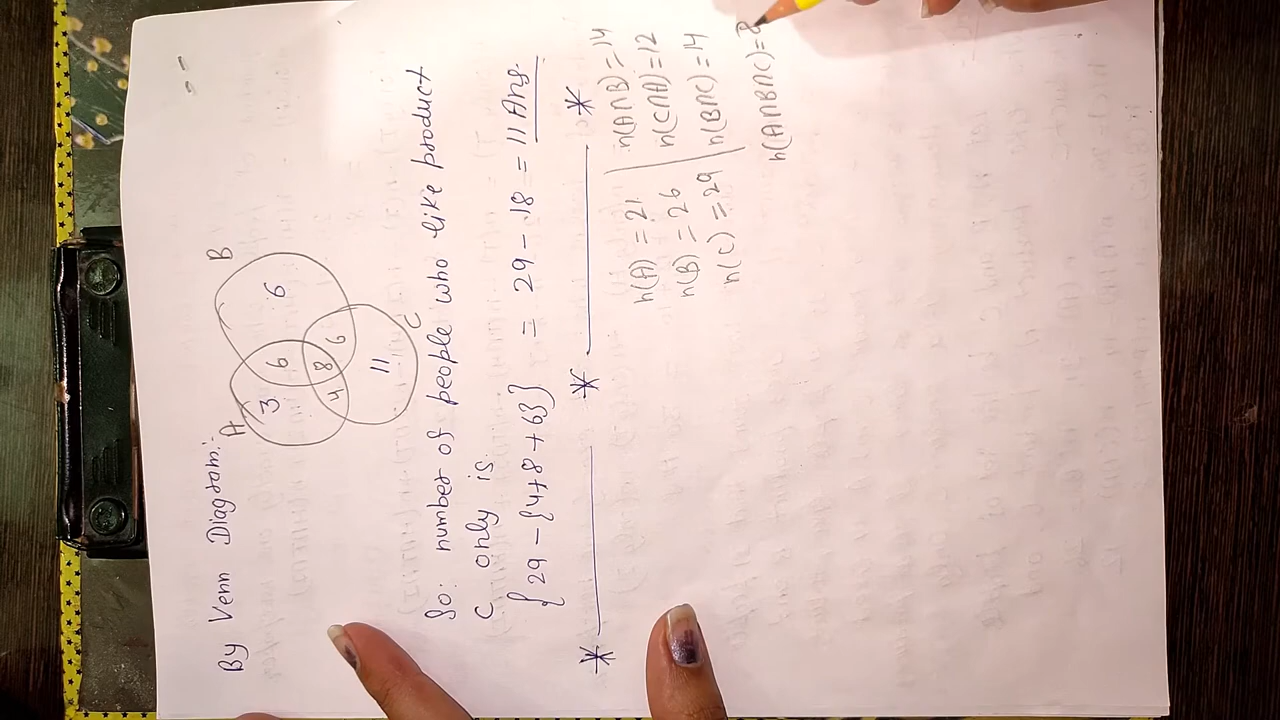 By Venn Diagram:-
A B
3 6 6
4 8 6
11 C
So: number of people who like product
C only is
{29 - {4+8+6}} = 29 - 18 = 11 Ans.
n(A) = 21 n(A∩B) = 14
n(B) = 26 n(C∩A) = 12
n(C) = 29 n(B∩C) = 14
n(A∩B∩C) = 8